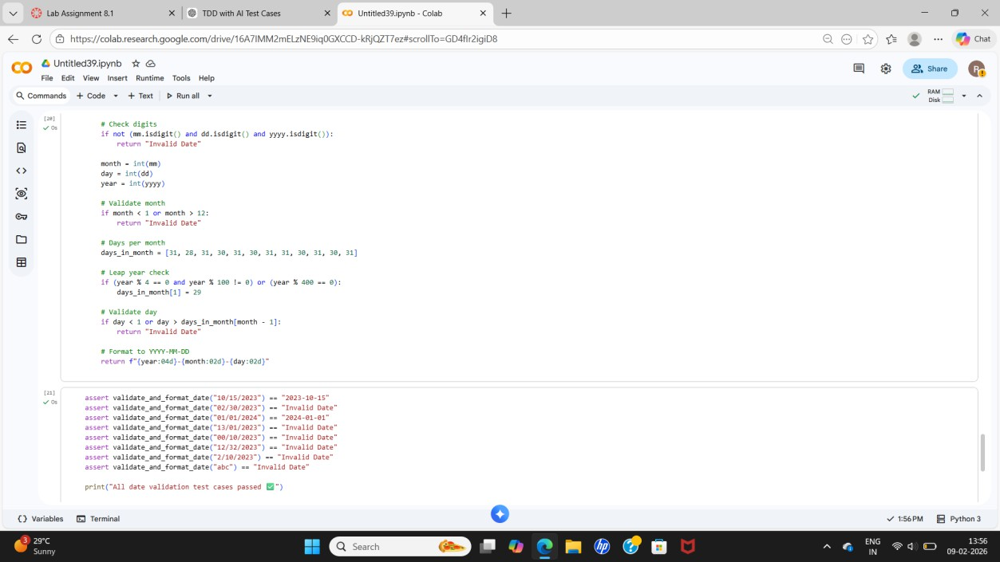 Lab Assignment 8.1
TDD with AI Test Cases
Untitled39.ipynb - Colab
https://colab.research.google.com/drive/16A7IMM2mELzNE9iq0GXCCD-kRjQZT7ez#scrollTo=GD4fIr2igiD8
Chat
Untitled39.ipynb
File Edit View Insert Runtime Tools Help
Share
R
Commands + Code + Text Run all
RAM
Disk
[20]
0s
# Check digits
if not (mm.isdigit() and dd.isdigit() and yyyy.isdigit()):
return "Invalid Date"
month = int(mm)
day = int(dd)
year = int(yyyy)
# Validate month
if month < 1 or month > 12:
return "Invalid Date"
# Days per month
days_in_month = [31, 28, 31, 30, 31, 30, 31, 31, 30, 31, 30, 31]
# Leap year check
if (year % 4 == 0 and year % 100 != 0) or (year % 400 == 0):
days_in_month[1] = 29
# Validate day
if day < 1 or day > days_in_month[month - 1]:
return "Invalid Date"
# Format to YYYY-MM-DD
return f"{year:04d}-{month:02d}-{day:02d}"
[21]
0s
assert validate_and_format_date("10/15/2023") == "2023-10-15"
assert validate_and_format_date("02/30/2023") == "Invalid Date"
assert validate_and_format_date("01/01/2024") == "2024-01-01"
assert validate_and_format_date("13/01/2023") == "Invalid Date"
assert validate_and_format_date("00/10/2023") == "Invalid Date"
assert validate_and_format_date("12/32/2023") == "Invalid Date"
assert validate_and_format_date("2/10/2023") == "Invalid Date"
assert validate_and_format_date("abc") == "Invalid Date"
print("All date validation test cases passed ✅")
Variables Terminal
1:56 PM Python 3
3
29°C
Sunny
Search
ENG
IN
13:56
09-02-2026